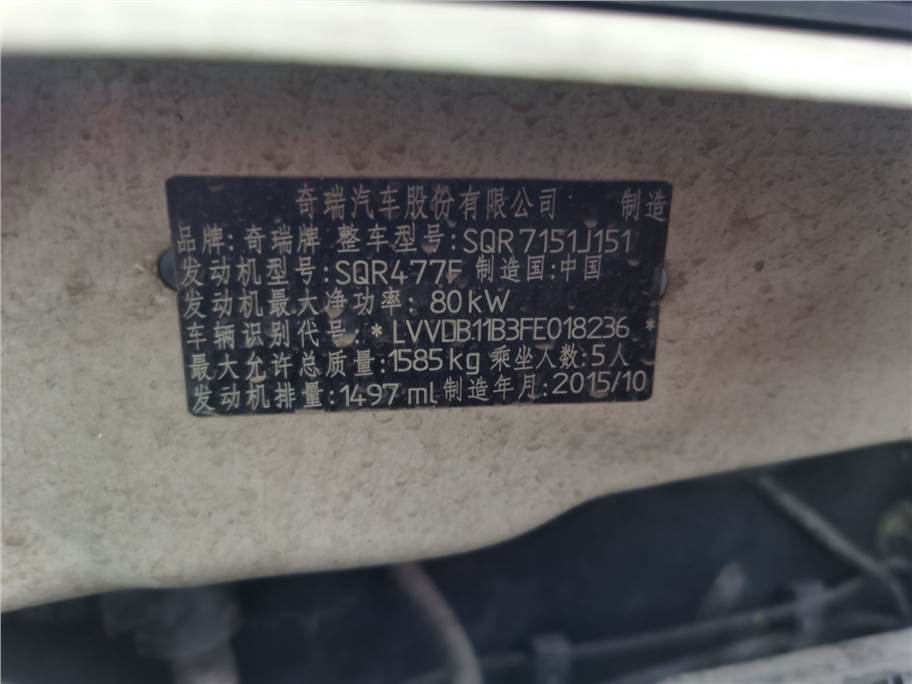 奇瑞汽车股份有限公司 制造
品牌:奇瑞牌 整车型号:SQR7151J151
发动机型号:SQR477F 制造国:中国
发动机最大净功率: 80kW
车辆识别代号:*LVVDB11B3FE018236*
最大允许总质量:1585kg 乘坐人数:5人
发动机排量:1497ml 制造年月:2015/10